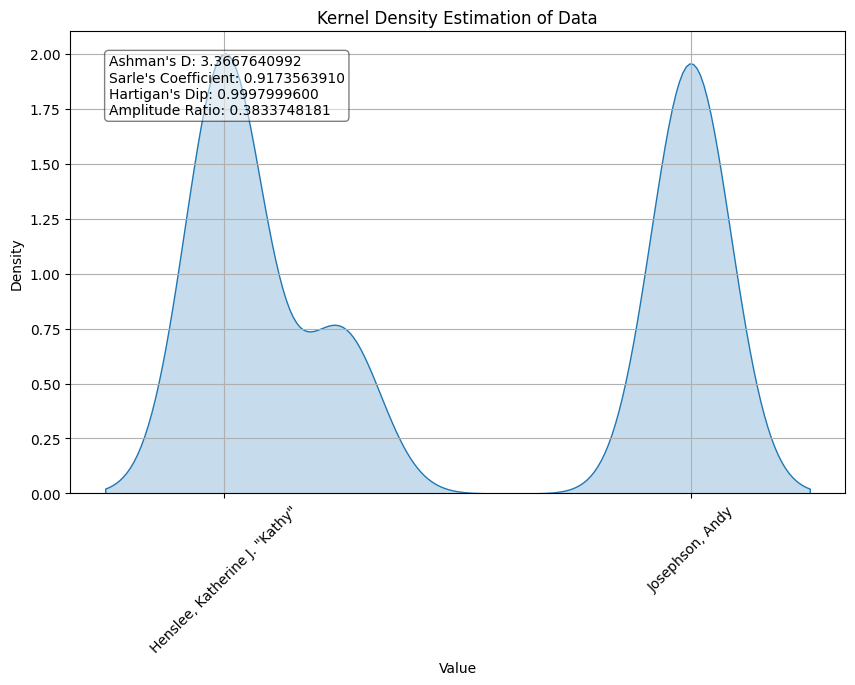 Kernel Density Estimation of Data
Ashman's D: 3.3667640992
Sarle's Coefficient: 0.9173563910
Hartigan's Dip: 0.9997999600
Amplitude Ratio: 0.3833748181
Density
2.00
1.75
1.50
1.25
1.00
0.75
0.50
0.25
0.00
Henslee, Katherine J. "Kathy"
Josephson, Andy
Value